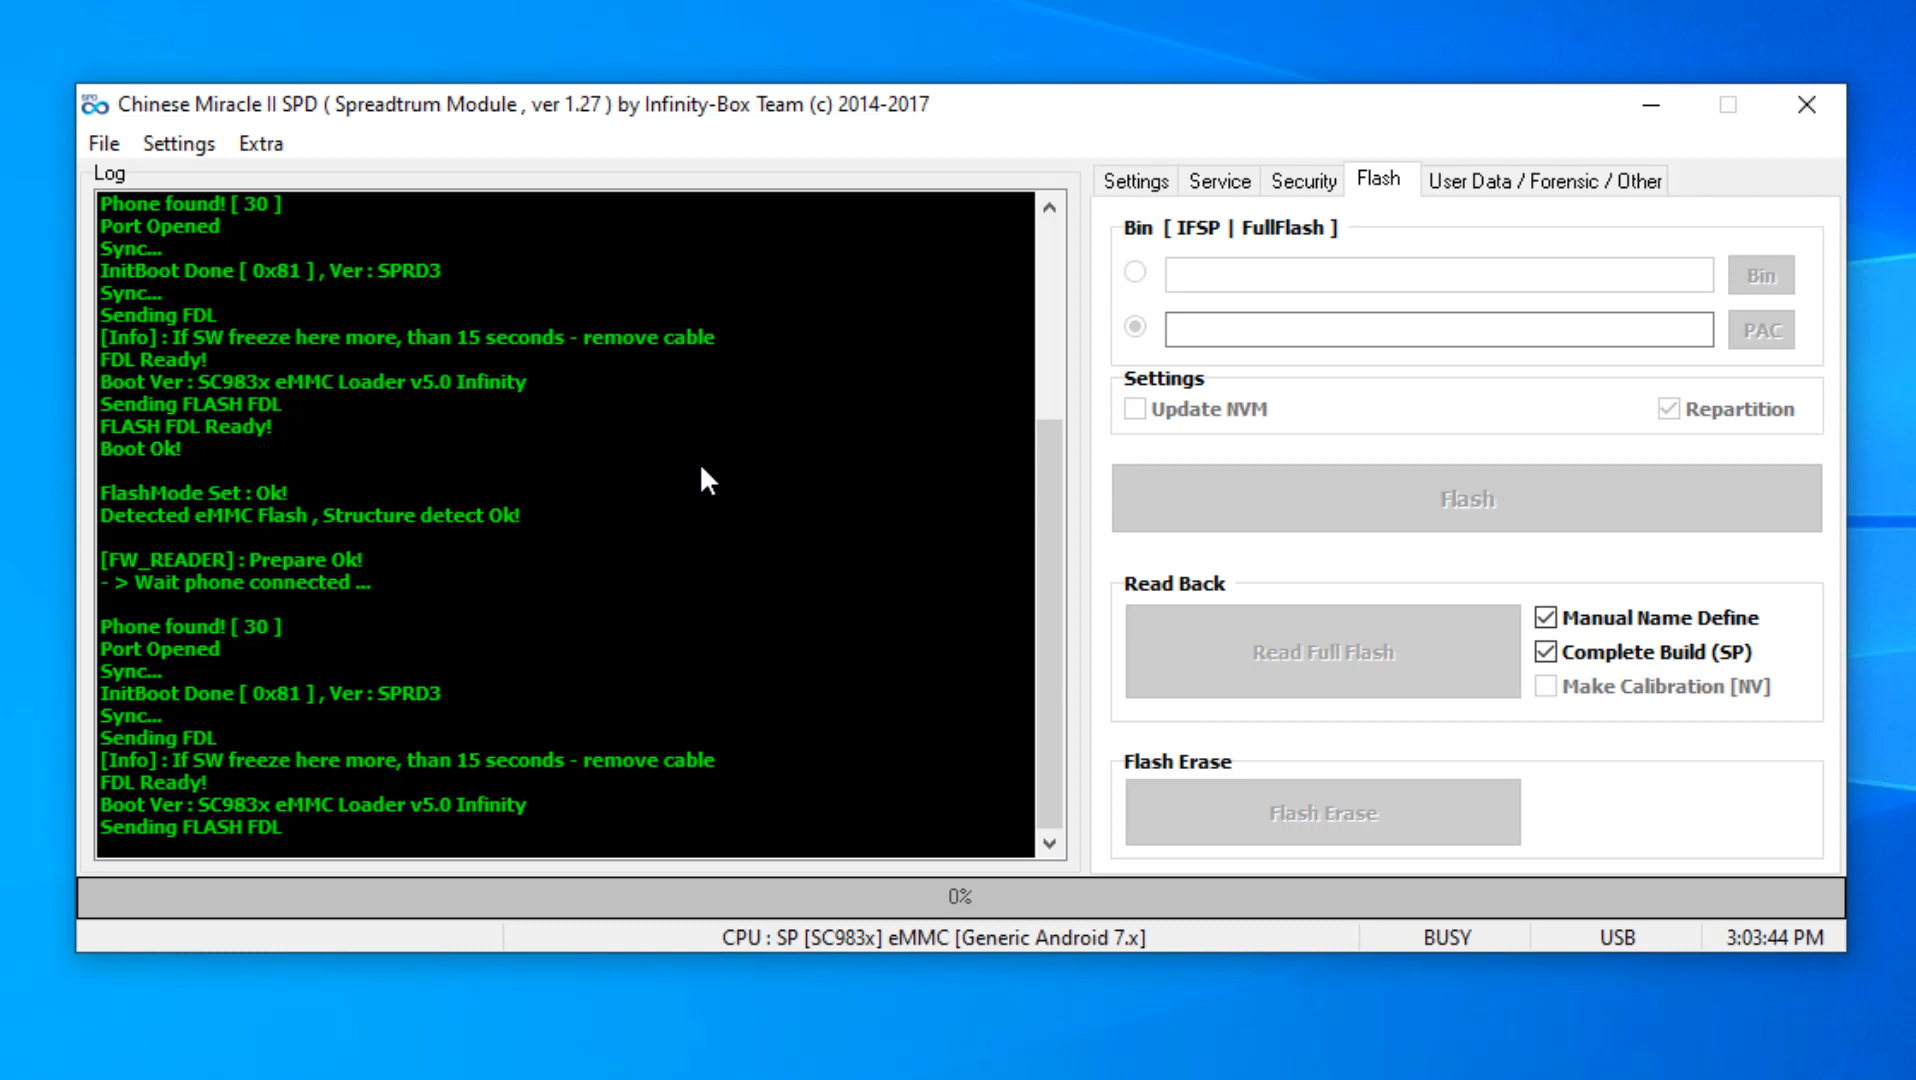 Chinese Miracle II SPD ( Spreadtrum Module , ver 1.27 ) by Infinity-Box Team (c) 2014-2017
File Settings Extra
Log
Phone found! [ 30 ]
Port Opened
Sync...
InitBoot Done [ 0x81 ] , Ver : SPRD3
Sync...
Sending FDL
[Info] : If SW freeze here more, than 15 seconds - remove cable
FDL Ready!
Boot Ver : SC983x eMMC Loader v5.0 Infinity
Sending FLASH FDL
FLASH FDL Ready!
Boot Ok!
FlashMode Set : Ok!
Detected eMMC Flash , Structure detect Ok!
[FW_READER] : Prepare Ok!
- > Wait phone connected ...
Phone found! [ 30 ]
Port Opened
Sync...
InitBoot Done [ 0x81 ] , Ver : SPRD3
Sync...
Sending FDL
[Info] : If SW freeze here more, than 15 seconds - remove cable
FDL Ready!
Boot Ver : SC983x eMMC Loader v5.0 Infinity
Sending FLASH FDL
Settings Service Security Flash User Data / Forensic / Other
Bin [ IFSP | FullFlash ]
Bin
PAC
Settings
Update NVM Repartition
Flash
Read Back
Read Full Flash
Manual Name Define
Complete Build (SP)
Make Calibration [NV]
Flash Erase
Flash Erase
0%
CPU : SP [SC983x] eMMC [Generic Android 7.x] BUSY USB 3:03:44 PM